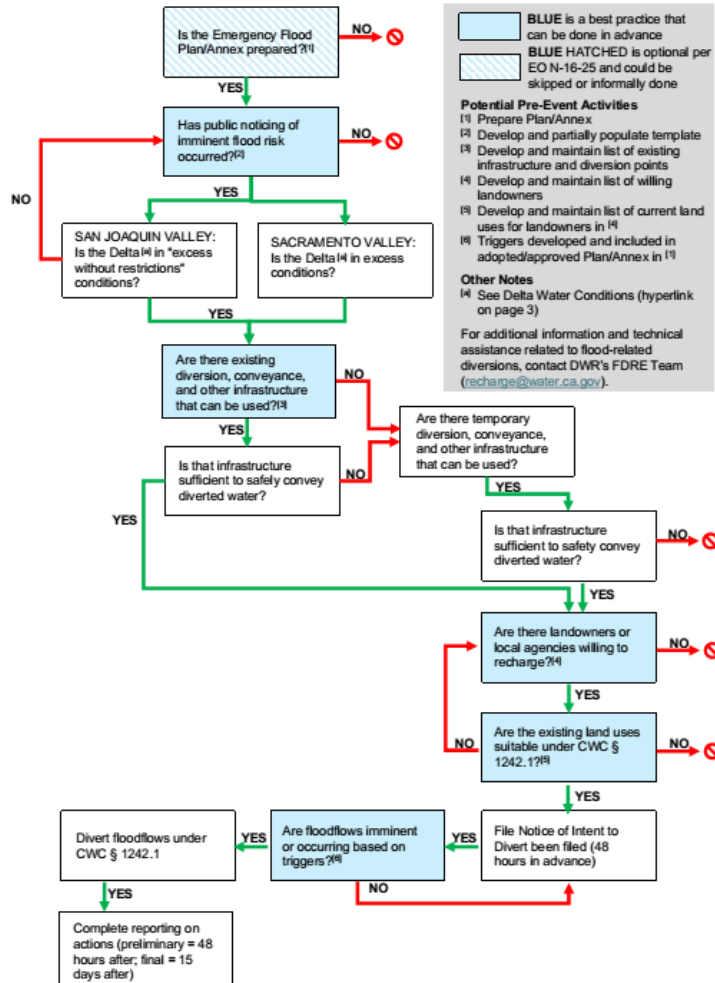 Is the Emergency Flood
Plan/Annex prepared?[1]
NO
YES
Has public noticing of
imminent flood risk
occurred?[2]
NO
NO
YES
SAN JOAQUIN VALLEY:
Is the Delta [a] in "excess
without restrictions"
conditions?
SACRAMENTO VALLEY:
Is the Delta [a] in excess
conditions?
YES
Are there existing
diversion, conveyance,
and other infrastructure
that can be used?[3]
NO
YES
Is that infrastructure
sufficient to safely convey
diverted water?
NO
YES
Are there temporary
diversion, conveyance,
and other infrastructure
that can be used?
YES
Is that infrastructure
sufficient to safety convey
diverted water?
NO
YES
Are there landowners or
local agencies willing to
recharge?[4]
NO
YES
Are the existing land uses
suitable under CWC §
1242.1?[5]
NO
NO
YES
File Notice of Intent to
Divert been filed (48
hours in advance)
YES
Are floodflows imminent
or occurring based on
triggers?[6]
NO
YES
Divert floodflows under
CWC § 1242.1
YES
Complete reporting on
actions (preliminary = 48
hours after; final = 15
days after)
BLUE is a best practice that
can be done in advance
BLUE HATCHED is optional per
EO N-16-25 and could be
skipped or informally done
Potential Pre-Event Activities
[1] Prepare Plan/Annex
[2] Develop and partially populate template
[3] Develop and maintain list of existing
infrastructure and diversion points
[4] Develop and maintain list of willing
landowners
[5] Develop and maintain list of current land
uses for landowners in [4]
[6] Triggers developed and included in
adopted/approved Plan/Annex in [1]
Other Notes
[a] See Delta Water Conditions (hyperlink
on page 3)
For additional information and technical
assistance related to flood-related
diversions, contact DWR's FDRE Team
(recharge@water.ca.gov).